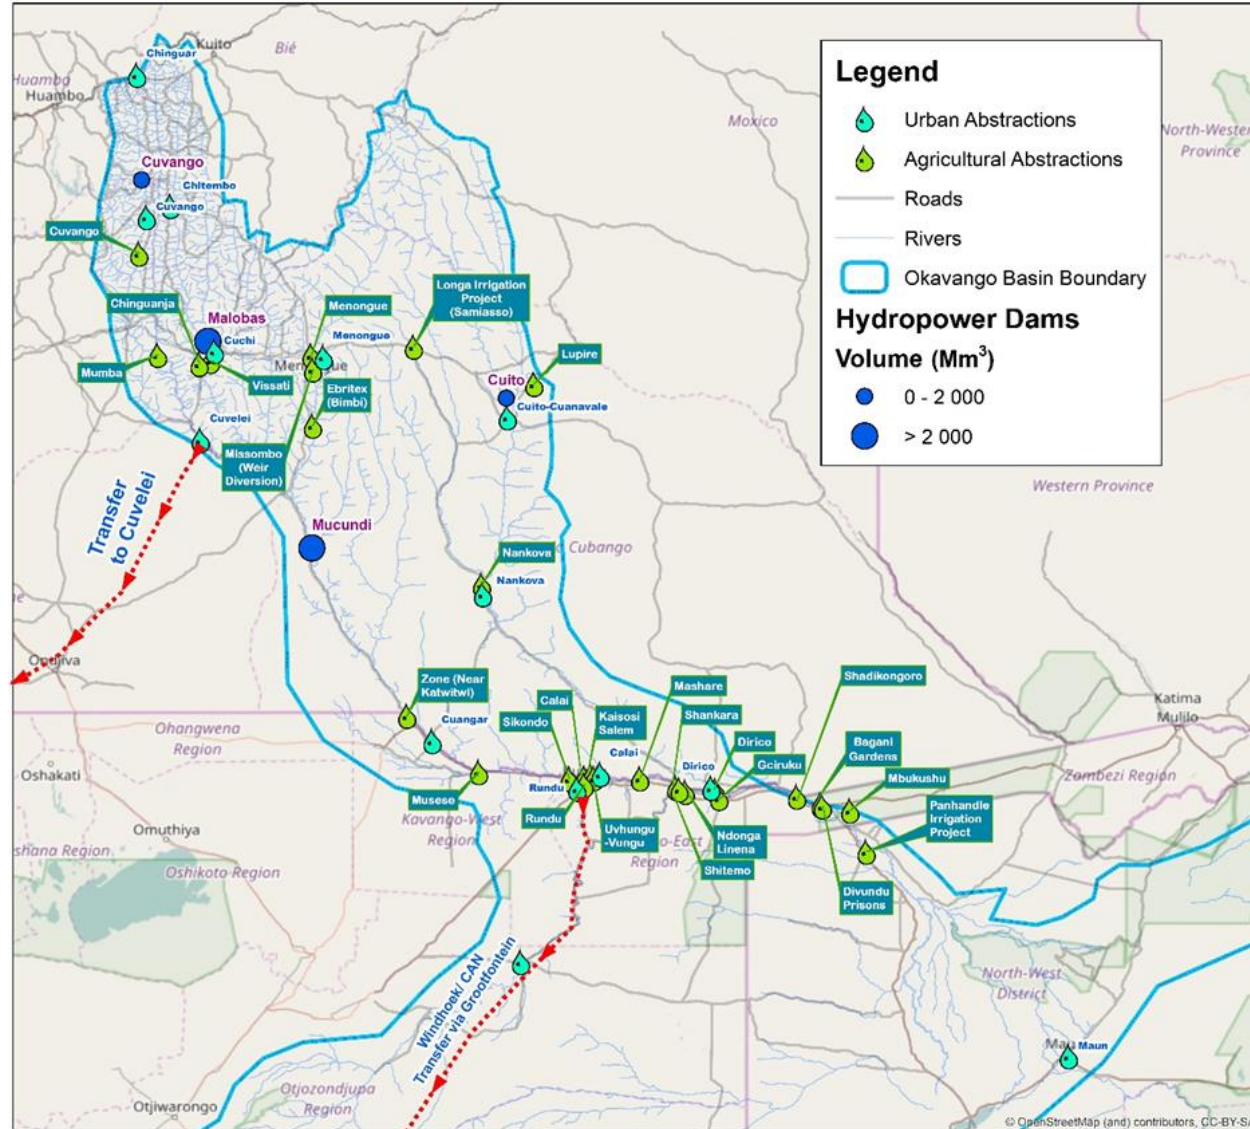 Legend
Urban Abstractions
Agricultural Abstractions
Roads
Rivers
Okavango Basin Boundary
Hydropower Dams
Volume (Mm³)
0 - 2 000
> 2 000
Chinguar
Kuito
Bié
Huambo
Huambo
Moxico
North-Western
Province
Cuvango
Chitembo
Cuvango
Cuvango
Chinguanja
Malobas
Cuchi
Mumba
Vissati
Menongue
Menongue
Longa Irrigation
Project
(Samiasso)
Lupire
Cuito
Cuito-Cuanavale
Ebritex
(Bimbi)
Cuvelei
Missombo
(Weir
Diversion)
Western Province
Transfer
to Cuvelei
Mucundi
Cubango
Nankova
Nankova
Ondjiva
Zone (Near
Katwitwi)
Cuangar
Ohangwena
Region
Oshakati
Calai
Sikondo
Kaisosi
Salem
Calai
Mashare
Shankara
Dirico
Dirico
Gciruku
Shadikongoro
Bagani
Gardens
Mbukushu
Katima
Mulilo
Zambezi Region
Panhandle
Irrigation
Project
Musese
Rundu
Rundu
Kavango-West
Region
Uvhungu
-Vungu
o-East
Region
Ndonga
Linena
Shitemo
Divundu
Prisons
Omuthiya
shana Region
Oshikoto Region
Windhoek/ CAN
Transfer via Grootfontein
North-West
District
Maun
Otjozondjupa
Region
Otjiwarongo
© OpenStreetMap (and) contributors, CC-BY-SA